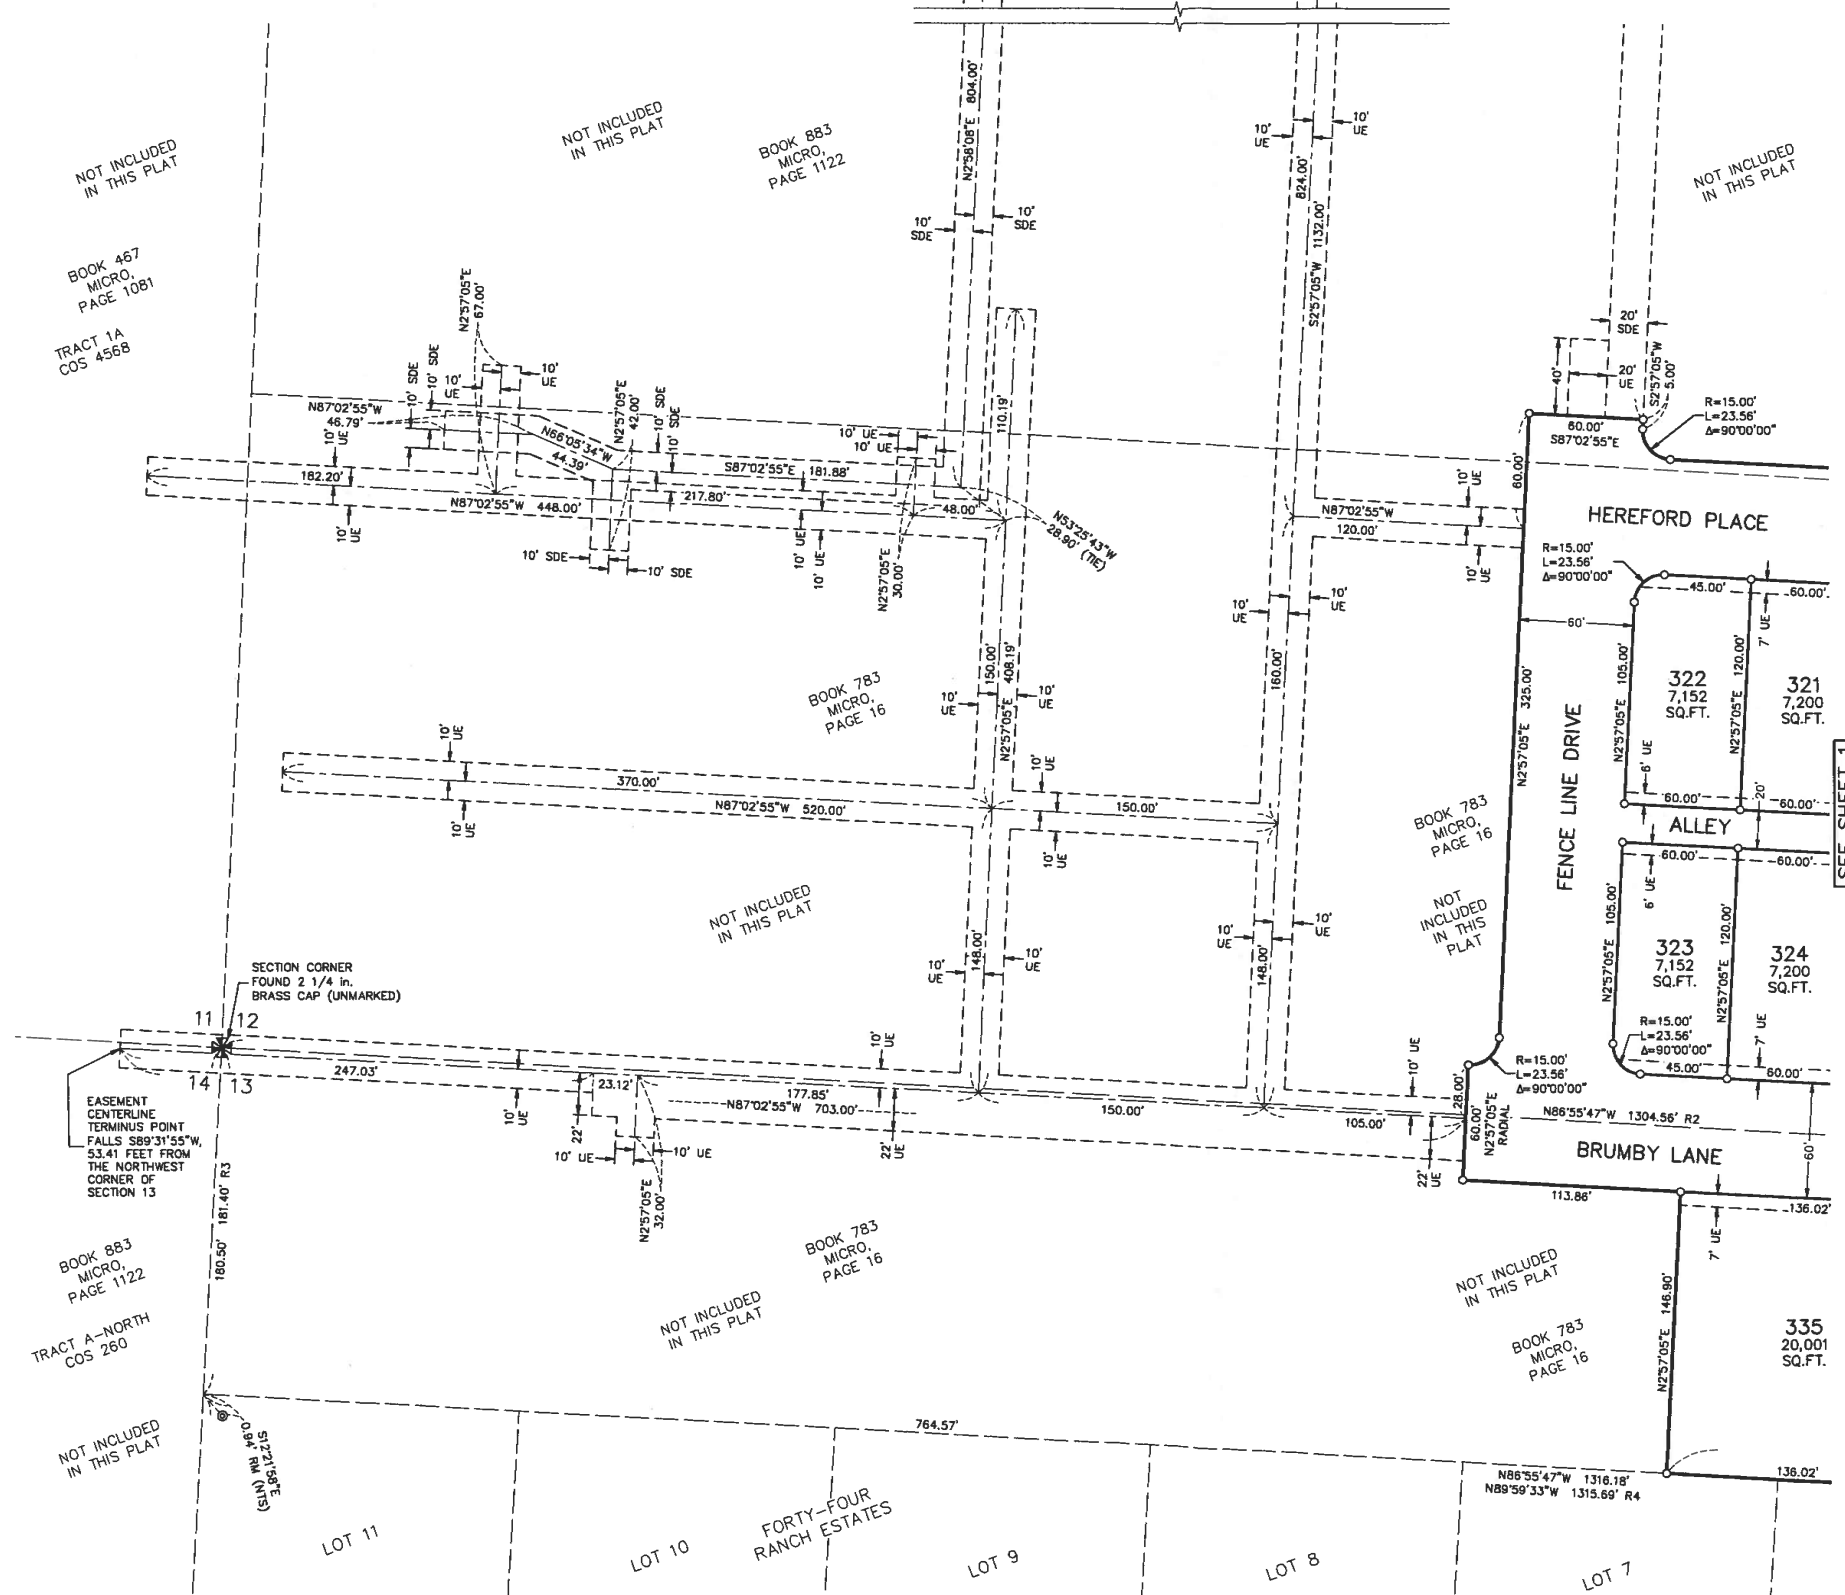 N2°58'08"E 804.00'
NOT INCLUDED
IN THIS PLAT
NOT INCLUDED
IN THIS PLAT
BOOK 883
MICRO,
PAGE 1122
10'
UE
10'
UE
824.00'
S2°57'05"W 1132.00'
NOT INCLUDED
IN THIS PLAT
10'
SDE
10'
SDE
BOOK 467
MICRO,
PAGE 1081
TRACT 1A
COS 4568
N2°57'05"E
67.00'
10' SDE
10' SDE
10'
UE
10'
UE
N87°02'55"W
46.79'
N66°05'34"W
44.39'
N2°57'05"E
42.00'
10' SDE
10' SDE
10' UE
10' UE
110.19'
20'
SDE
20'
UE
40'
S2°57'05"W
5.00'
R=15.00'
L=23.56'
Δ=90°00'00"
60.00'
S87°02'55"E
60.00'
10'
UE
182.20'
S87°02'55"E 181.88'
217.80'
N87°02'55"W 448.00'
48.00'
10'
UE
10' SDE
10' SDE
10' UE
10' UE
N2°57'05"E
30.00'
N53°25'43"W
28.90' (TIE)
10'
UE
N87°02'55"W
120.00'
10'
UE
HEREFORD PLACE
R=15.00'
L=23.56'
Δ=90°00'00"
45.00'
60.00'
7' UE
10'
UE
10'
UE
60'
322
7,152
SQ.FT.
321
7,200
SQ.FT.
N2°57'05"E 105.00'
N2°57'05"E 120.00'
150.00'
N2°57'05"E 408.19'
10'
UE
10'
UE
160.00'
BOOK 783
MICRO,
PAGE 16
N2°57'05"E 325.00'
FENCE LINE DRIVE
10'
UE
370.00'
N87°02'55"W 520.00'
10'
UE
10'
UE
150.00'
10'
UE
6' UE
60.00'
60.00'
20'
ALLEY
60.00'
60.00'
6' UE
SEE SHEET 1
BOOK 783
MICRO,
PAGE 16
NOT INCLUDED
IN THIS PLAT
NOT
INCLUDED
IN THIS
PLAT
148.00'
10'
UE
10'
UE
148.00'
10'
UE
10'
UE
323
7,152
SQ.FT.
324
7,200
SQ.FT.
N2°57'05"E 105.00'
N2°57'05"E 120.00'
SECTION CORNER
FOUND 2 1/4 in.
BRASS CAP (UNMARKED)
11 12
14 13
R=15.00'
L=23.56'
Δ=90°00'00"
45.00'
60.00'
7' UE
R=15.00'
L=23.56'
Δ=90°00'00"
247.03'
10'
UE
23.12'
177.85'
N87°02'55"W 703.00'
10'
UE
150.00'
105.00'
10' UE
28.00'
60.00'
N2°57'05"E
RADIAL
N86°55'47"W 1304.56' R2
BRUMBY LANE
60'
EASEMENT
CENTERLINE
TERMINUS POINT
FALLS S89°31'55"W,
53.41 FEET FROM
THE NORTHWEST
CORNER OF
SECTION 13
22'
10' UE
10' UE
N2°57'05"E
32.00'
22'
UE
22'
UE
113.86'
136.02'
7' UE
180.50' 181.40' R3
BOOK 883
MICRO,
PAGE 1122
TRACT A-NORTH
COS 260
BOOK 783
MICRO,
PAGE 16
NOT INCLUDED
IN THIS PLAT
NOT INCLUDED
IN THIS PLAT
BOOK 783
MICRO,
PAGE 16
N2°57'05"E 146.90'
335
20,001
SQ.FT.
NOT INCLUDED
IN THIS PLAT
S12°21'58"E
0.94' RM (NTS)
764.57'
N86°55'47"W 1316.18'
N89°59'33"W 1315.69' R4
136.02'
FORTY-FOUR
RANCH ESTATES
LOT 11
LOT 10
LOT 9
LOT 8
LOT 7